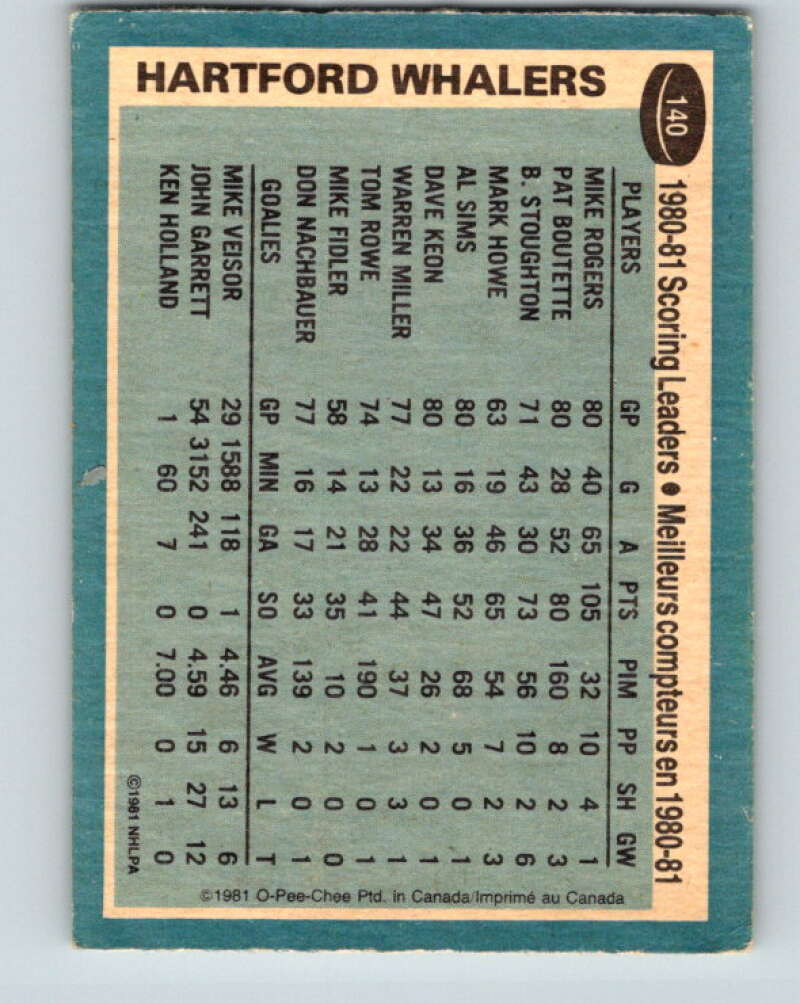 HARTFORD WHALERS
140
1980-81 Scoring Leaders • Meilleurs compteurs en 1980-81
PLAYERS GP G A PTS PIM PP SH GW
MIKE ROGERS 80 40 65 105 32 10 4 1
PAT BOUTETTE 80 28 52 80 160 8 2 3
B. STOUGHTON 71 43 30 73 56 10 2 6
MARK HOWE 63 19 46 65 54 7 2 3
AL SIMS 80 16 36 52 68 5 0 1
DAVE KEON 80 13 34 47 26 2 0 1
WARREN MILLER 77 22 22 44 37 3 3 1
TOM ROWE 74 13 28 41 190 1 0 1
MIKE FIDLER 58 14 21 35 10 2 0 0
DON NACHBAUER 77 16 17 33 139 2 0 1
GOALIES GP MIN GA SO AVG W L T
MIKE VEISOR 29 1588 118 1 4.46 6 13 6
JOHN GARRETT 54 3152 241 0 4.59 15 27 12
KEN HOLLAND 1 60 7 0 7.00 0 1 0
©1981 NHLPA
©1981 O-Pee-Chee Ptd. in Canada/Imprimé au Canada